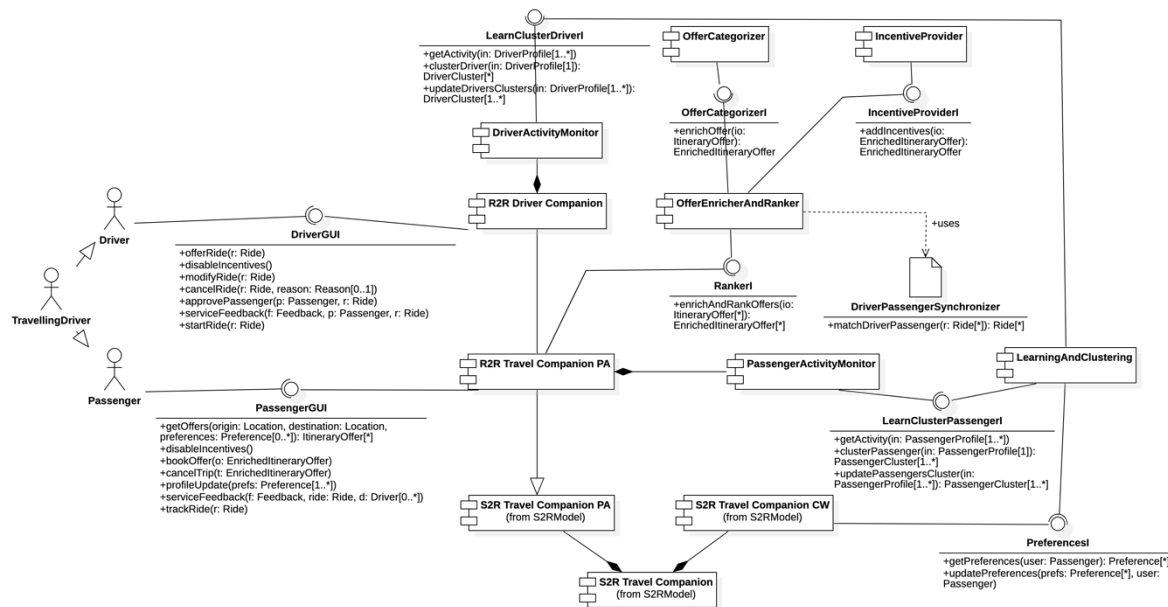 LearnClusterDriverI
+getActivity(in: DriverProfile[1..*])
+clusterDriver(in: DriverProfile[1]):
DriverCluster[*]
+updateDriversClusters(in: DriverProfile[1..*]):
DriverCluster[1..*]
OfferCategorizer
IncentiveProvider
OfferCategorizerI
+enrichOffer(io:
ItineraryOffer):
EnrichedItineraryOffer
IncentiveProviderI
+addIncentives(io:
EnrichedItineraryOffer):
EnrichedItineraryOffer
DriverActivityMonitor
R2R Driver Companion
OfferEnricherAndRanker
+uses
Driver
DriverGUI
+offerRide(r: Ride)
+disableIncentives()
+modifyRide(r: Ride)
+cancelRide(r: Ride, reason: Reason[0..1])
+approvePassenger(p: Passenger, r: Ride)
+serviceFeedback(f: Feedback, p: Passenger, r: Ride)
+startRide(r: Ride)
TravellingDriver
RankerI
+enrichAndRankOffers(io:
ItineraryOffer[*]):
EnrichedItineraryOffer[*]
DriverPassengerSynchronizer
+matchDriverPassenger(r: Ride[*]): Ride[*]
R2R Travel Companion PA
PassengerActivityMonitor
LearningAndClustering
Passenger
PassengerGUI
+getOffers(origin: Location, destination: Location,
preferences: Preference[0..*]): ItineraryOffer[*]
+disableIncentives()
+bookOffer(o: EnrichedItineraryOffer)
+cancelTrip(t: EnrichedItineraryOffer)
+profileUpdate(prefs: Preference[1..*])
+serviceFeedback(f: Feedback, ride: Ride, d: Driver[0..*])
+trackRide(r: Ride)
LearnClusterPassengerI
+getActivity(in: PassengerProfile[1..*])
+clusterPassenger(in: PassengerProfile[1]):
PassengerCluster[1..*]
+updatePassengersCluster(in:
PassengerProfile[1..*]): PassengerCluster[1..*]
S2R Travel Companion PA
(from S2RModel)
S2R Travel Companion CW
(from S2RModel)
PreferencesI
+getPreferences(user: Passenger): Preference[*]
+updatePreferences(prefs: Preference[*], user:
Passenger)
S2R Travel Companion
(from S2RModel)